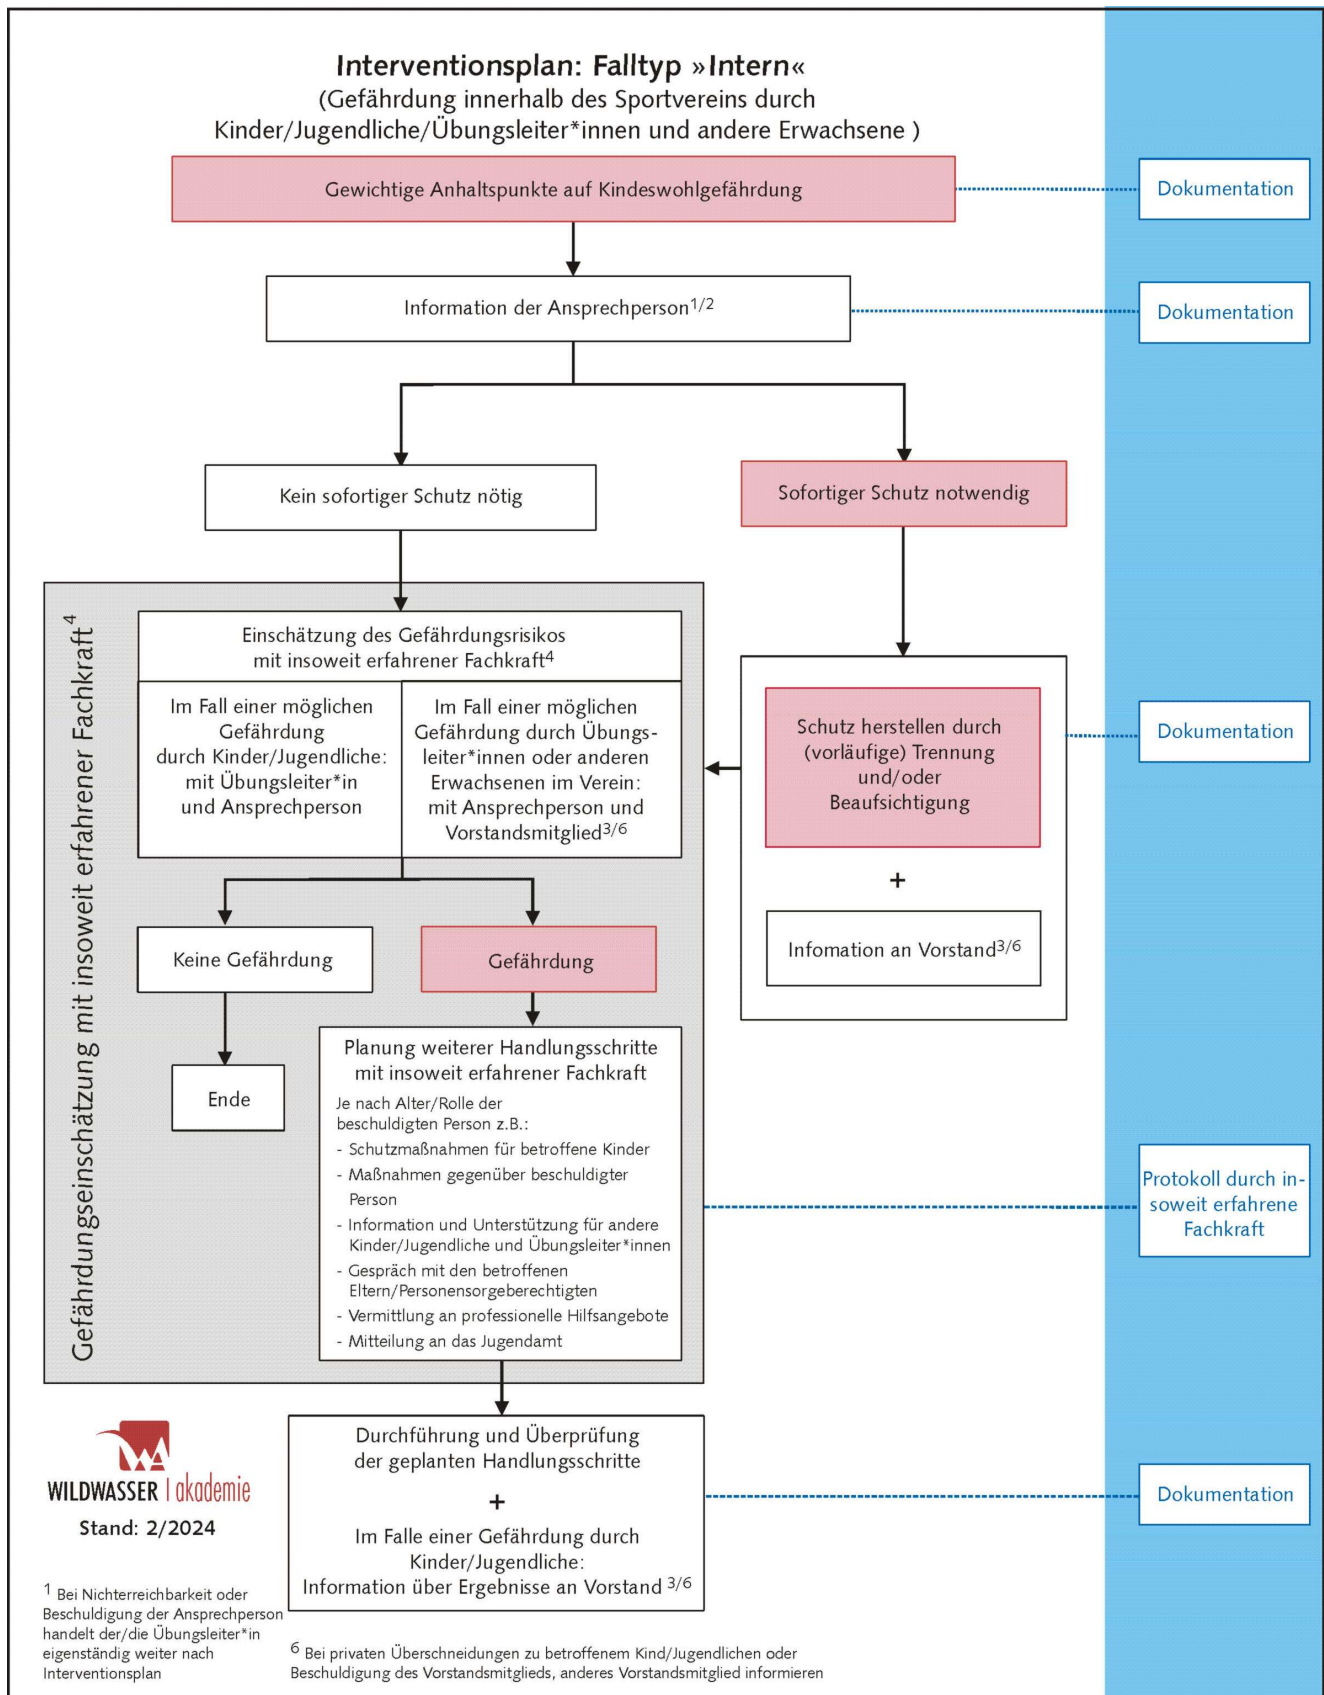 Interventionsplan: Falltyp »Intern«
(Gefährdung innerhalb des Sportvereins durch
Kinder/Jugendliche/Übungsleiter*innen und andere Erwachsene )
Gewichtige Anhaltspunkte auf Kindeswohlgefährdung
Dokumentation
Information der Ansprechperson1/2
Dokumentation
Kein sofortiger Schutz nötig
Sofortiger Schutz notwendig
Gefährdungseinschätzung mit insoweit erfahrener Fachkraft4
Einschätzung des Gefährdungsrisikos
mit insoweit erfahrener Fachkraft4
Im Fall einer möglichen
Gefährdung
durch Kinder/Jugendliche:
mit Übungsleiter*in
und Ansprechperson
Im Fall einer möglichen
Gefährdung durch Übungs-
leiter*innen oder anderen
Erwachsenen im Verein:
mit Ansprechperson und
Vorstandsmitglied3/6
Schutz herstellen durch
(vorläufige) Trennung
und/oder
Beaufsichtigung
Dokumentation
+
Infomation an Vorstand3/6
Keine Gefährdung
Gefährdung
Ende
Planung weiterer Handlungsschritte
mit insoweit erfahrener Fachkraft
Je nach Alter/Rolle der
beschuldigten Person z.B.:
- Schutzmaßnahmen für betroffene Kinder
- Maßnahmen gegenüber beschuldigter
Person
- Information und Unterstützung für andere
Kinder/Jugendliche und Übungsleiter*innen
- Gespräch mit den betroffenen
Eltern/Personensorgeberechtigten
- Vermittlung an professionelle Hilfsangebote
- Mitteilung an das Jugendamt
Protokoll durch in-
soweit erfahrene
Fachkraft
Durchführung und Überprüfung
der geplanten Handlungsschritte
+
Im Falle einer Gefährdung durch
Kinder/Jugendliche:
Information über Ergebnisse an Vorstand 3/6
Dokumentation
WA
WILDWASSER | akademie
Stand: 2/2024
1 Bei Nichterreichbarkeit oder
Beschuldigung der Ansprechperson
handelt der/die Übungsleiter*in
eigenständig weiter nach
Interventionsplan
6 Bei privaten Überschneidungen zu betroffenem Kind/Jugendlichen oder
Beschuldigung des Vorstandsmitglieds, anderes Vorstandsmitglied informieren